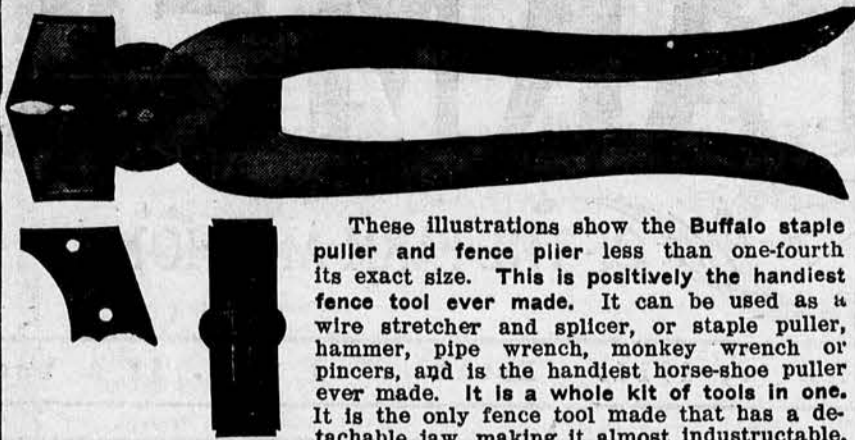 These illustrations show the Buffalo staple
puller and fence plier less than one-fourth
its exact size. This is positively the handiest
fence tool ever made. It can be used as a
wire stretcher and splicer, or staple puller,
hammer, pipe wrench, monkey wrench or
pincers, and is the handiest horse-shoe puller
ever made. It is a whole kit of tools in one.
It is the only fence tool made that has a de-
tachable jaw, making it almost industructable.